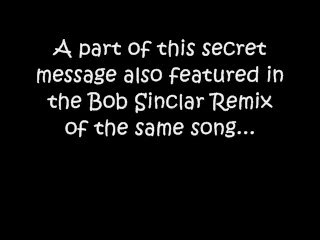 A part of this secret
message also featured in
the Bob Sinclar Remix
of the same song...